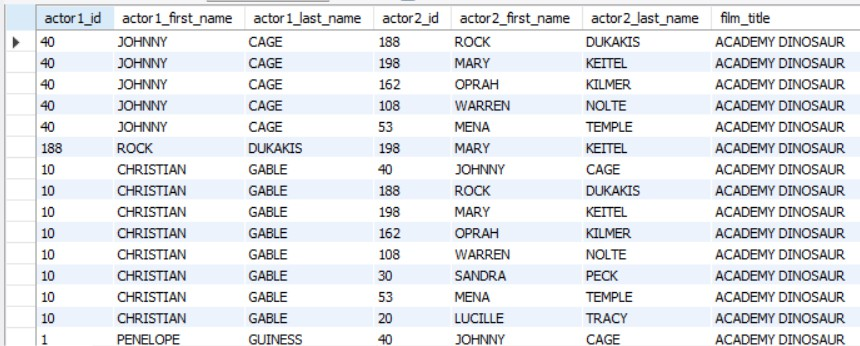 actor1_id actor1_first_name actor1_last_name actor2_id actor2_first_name actor2_last_name film_title
40 JOHNNY CAGE 188 ROCK DUKAKIS ACADEMY DINOSAUR
40 JOHNNY CAGE 198 MARY KEITEL ACADEMY DINOSAUR
40 JOHNNY CAGE 162 OPRAH KILMER ACADEMY DINOSAUR
40 JOHNNY CAGE 108 WARREN NOLTE ACADEMY DINOSAUR
40 JOHNNY CAGE 53 MENA TEMPLE ACADEMY DINOSAUR
188 ROCK DUKAKIS 198 MARY KEITEL ACADEMY DINOSAUR
10 CHRISTIAN GABLE 40 JOHNNY CAGE ACADEMY DINOSAUR
10 CHRISTIAN GABLE 188 ROCK DUKAKIS ACADEMY DINOSAUR
10 CHRISTIAN GABLE 198 MARY KEITEL ACADEMY DINOSAUR
10 CHRISTIAN GABLE 162 OPRAH KILMER ACADEMY DINOSAUR
10 CHRISTIAN GABLE 108 WARREN NOLTE ACADEMY DINOSAUR
10 CHRISTIAN GABLE 30 SANDRA PECK ACADEMY DINOSAUR
10 CHRISTIAN GABLE 53 MENA TEMPLE ACADEMY DINOSAUR
10 CHRISTIAN GABLE 20 LUCILLE TRACY ACADEMY DINOSAUR
1 PENELOPE GUINESS 40 JOHNNY CAGE ACADEMY DINOSAUR